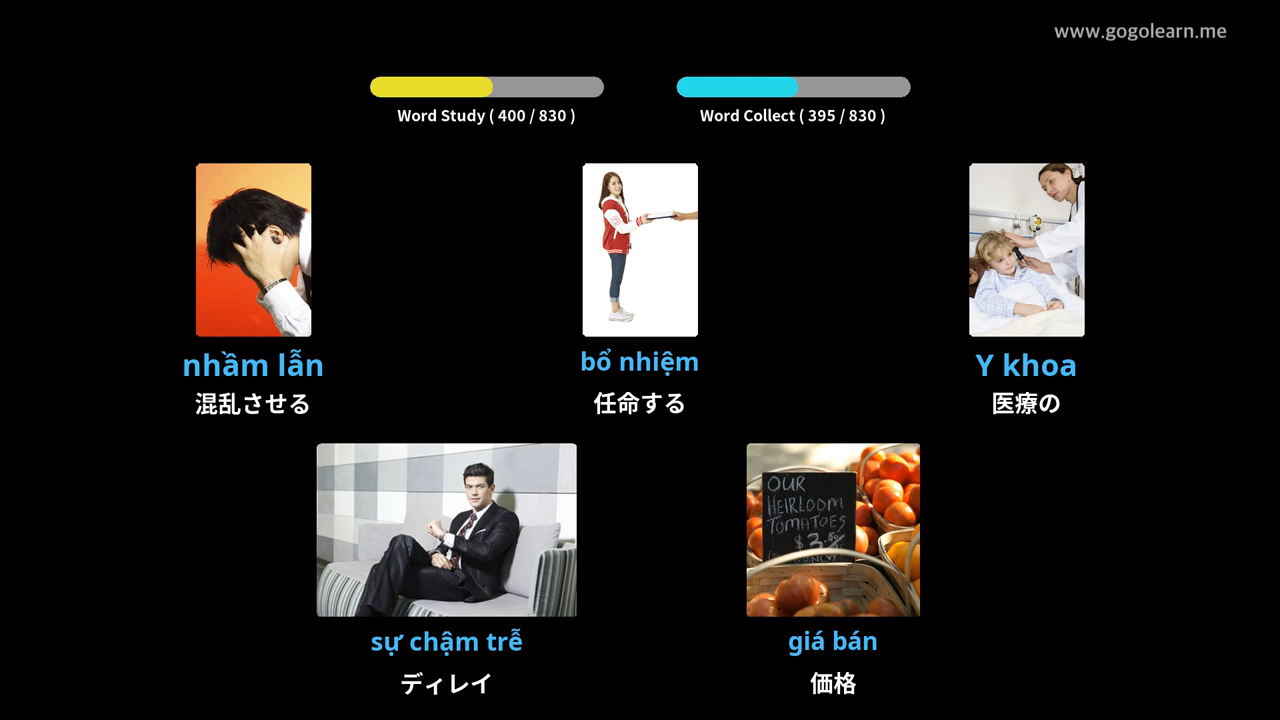 www.gogolearn.me
Word Study ( 400 / 830 )
Word Collect ( 395 / 830 )
nhầm lẫn
混乱させる
bổ nhiệm
任命する
Y khoa
医療の
OUR
HEIRLOOM
TOMATOES
sự chậm trễ
ディレイ
giá bán
価格